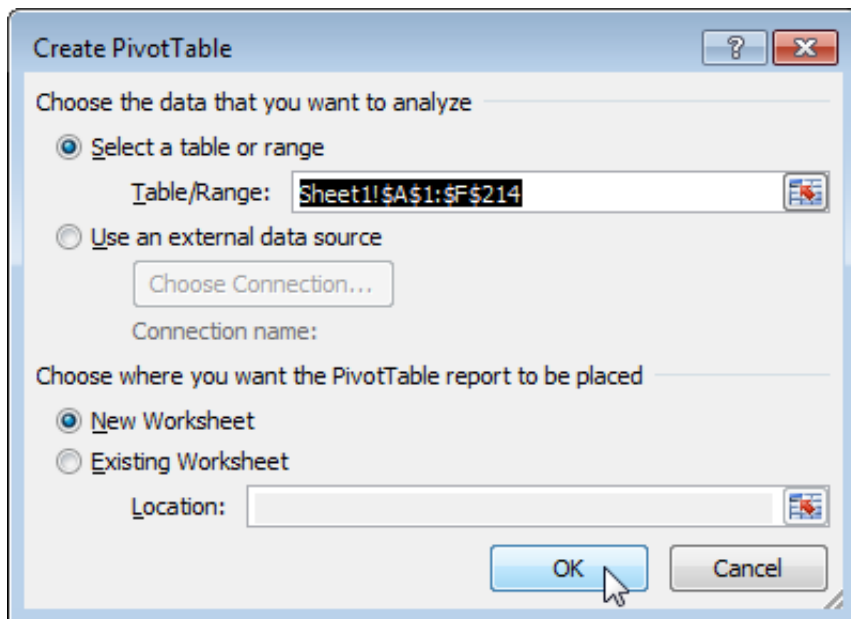 Create PivotTable
?
Choose the data that you want to analyze
Select a table or range
Table/Range: Sheet1!$A$1:$F$214
Use an external data source
Choose Connection...
Connection name:
Choose where you want the PivotTable report to be placed
New Worksheet
Existing Worksheet
Location:
OK Cancel